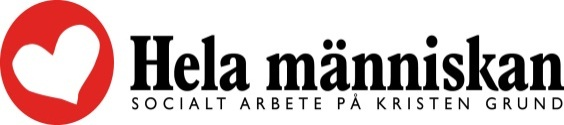 Hela människan
SOCIALT ARBETE PÅ KRISTEN GRUND